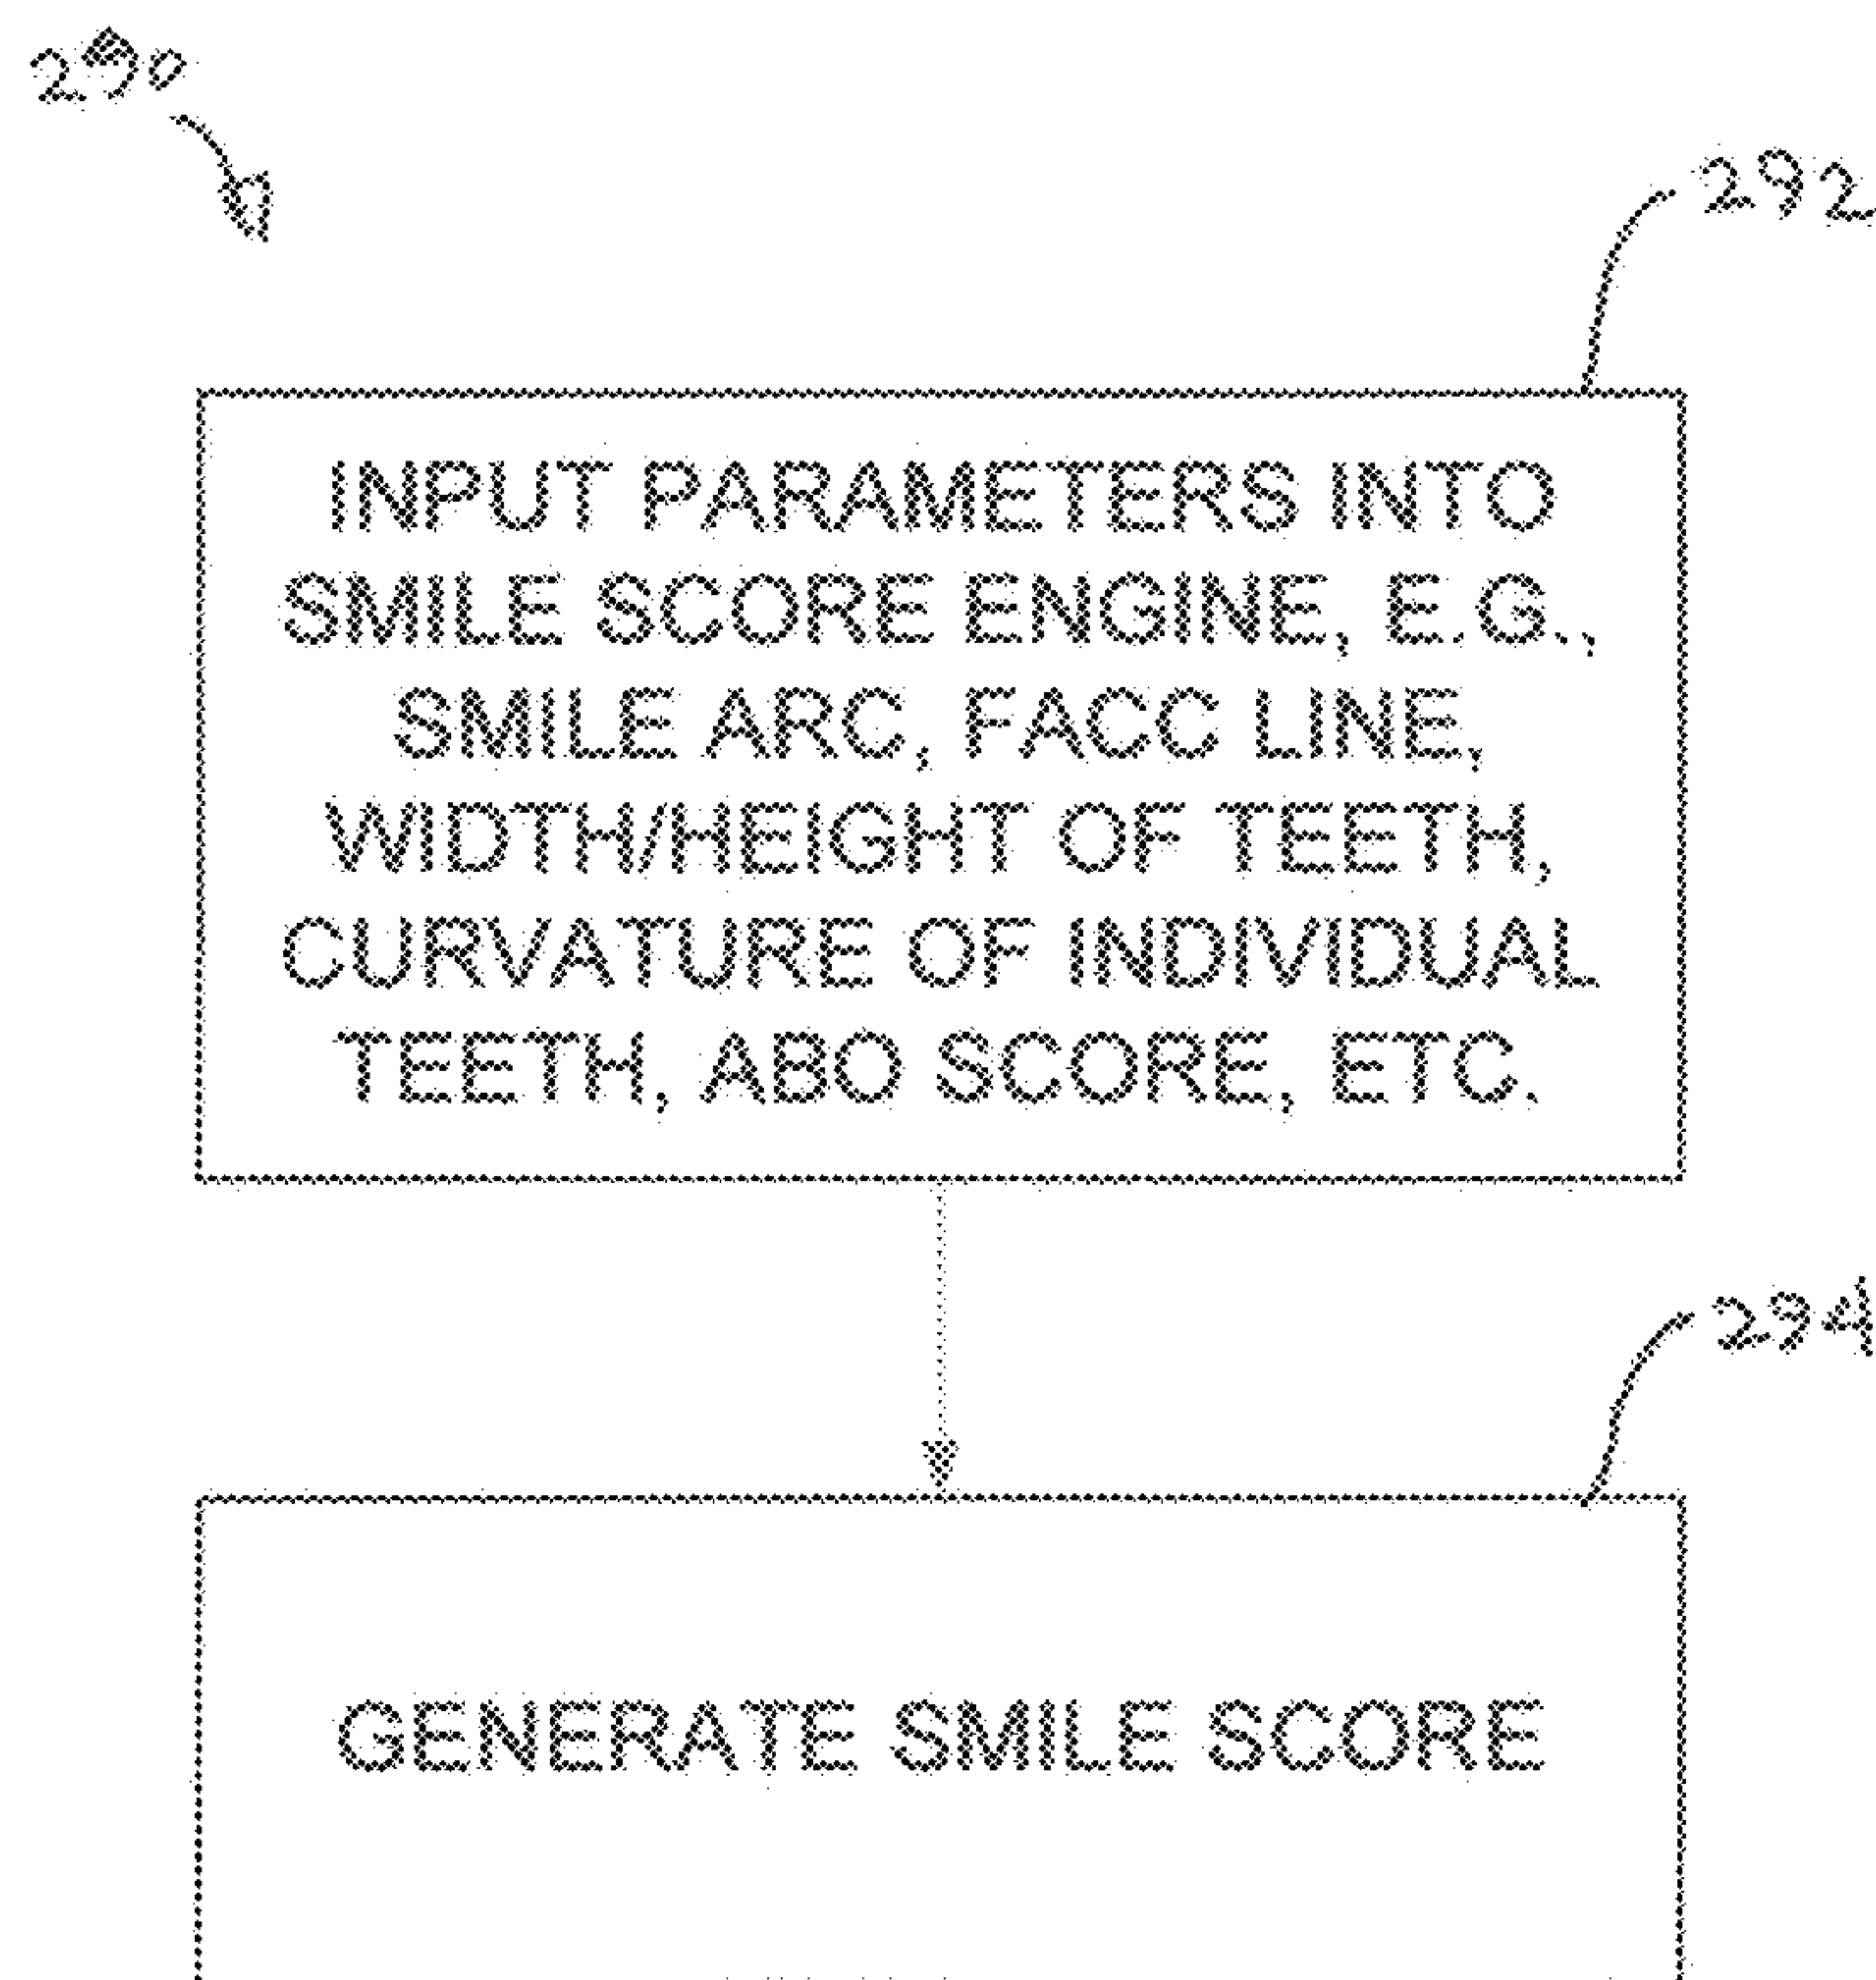 290
292
INPUT PARAMETERS INTO
SMILE SCORE ENGINE, E.G.,
SMILE ARC, FACC LINE,
WIDTH/HEIGHT OF TEETH,
CURVATURE OF INDIVIDUAL
TEETH, ABO SCORE, ETC.
294
GENERATE SMILE SCORE